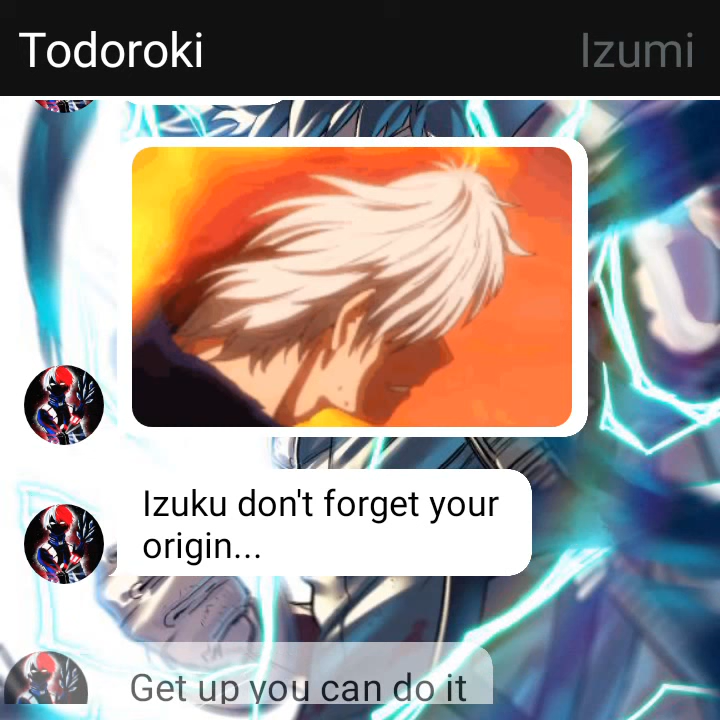 Todoroki
Izumi
Izuku don't forget your
origin...
Get up you can do it